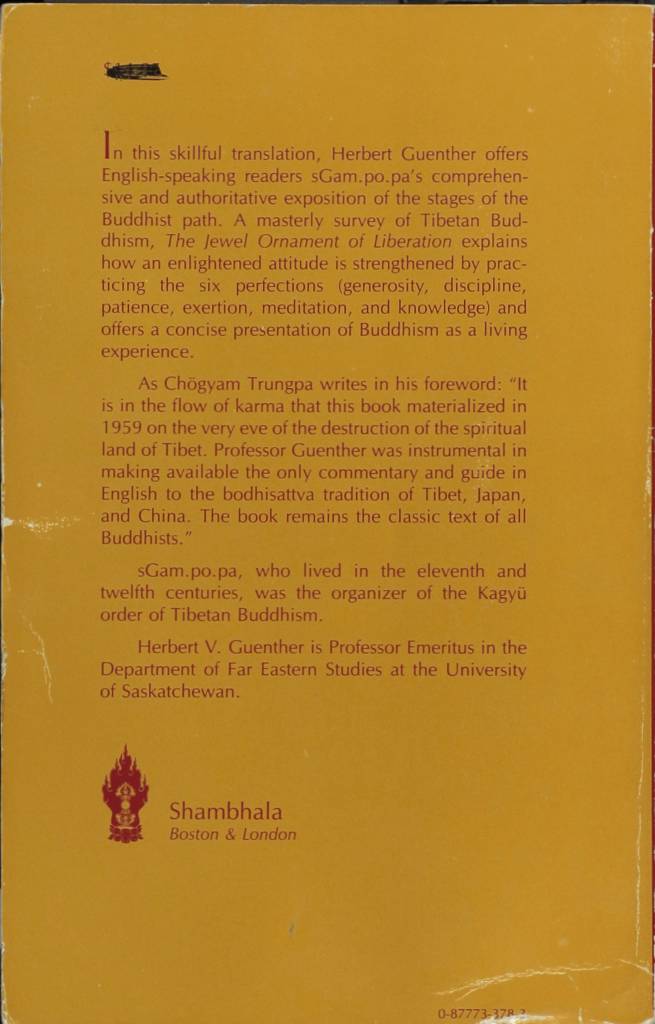 In this skillful translation, Herbert Guenther offers
English-speaking readers sGam.po.pa's comprehen-
sive and authoritative exposition of the stages of the
Buddhist path. A masterly survey of Tibetan Bud-
dhism, The Jewel Ornament of Liberation explains
how an enlightened attitude is strengthened by prac-
ticing the six perfections (generosity, discipline,
patience, exertion, meditation, and knowledge) and
offers a concise presentation of Buddhism as a living
experience.
As Chögyam Trungpa writes in his foreword: "It
is in the flow of karma that this book materialized in
1959 on the very eve of the destruction of the spiritual
land of Tibet. Professor Guenther was instrumental in
making available the only commentary and guide in
English to the bodhisattva tradition of Tibet, Japan,
and China. The book remains the classic text of all
Buddhists."
sGam.po.pa, who lived in the eleventh and
twelfth centuries, was the organizer of the Kagyü
order of Tibetan Buddhism.
Herbert V. Guenther is Professor Emeritus in the
Department of Far Eastern Studies at the University
of Saskatchewan.
Shambhala
Boston & London
0-87773-378-